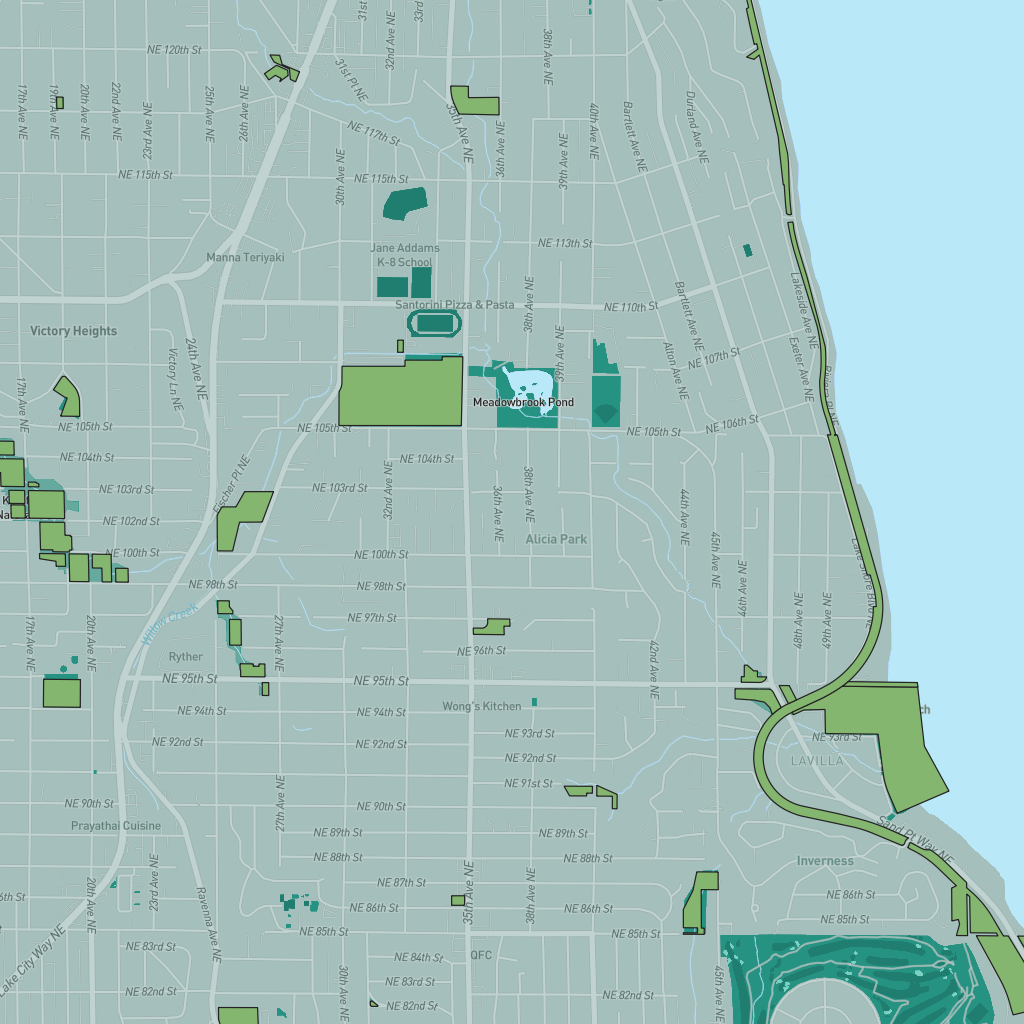 NE 120th St
31st Pl NE
31st
32nd Ave NE
33rd
38th Ave NE
17th Ave NE
19th Ave NE
20th Ave NE
22nd Ave NE
23rd Ave NE
25th Ave NE
26th Ave NE
NE 117th St
35th Ave NE
36th Ave NE
40th Ave NE
Bartlett Ave NE
Durland Ave NE
39th Ave NE
30th Ave NE
NE 115th St
NE 115th St
Jane Addams
K-8 School
NE 113th St
Manna Teriyaki
Santorini Pizza & Pasta
38th Ave NE
NE 110th St
Bartlett Ave NE
Lakeside Ave NE
Exeter Ave NE
Riviera Pl NE
Victory Heights
Victory Ln NE
24th Ave NE
39th Ave NE
Alton Ave NE
NE 107th St
17th Ave NE
Meadowbrook Pond
NE 105th St
NE 105th St
NE 105th St
NE 106th St
NE 104th St
NE 104th St
NE 103rd St
NE 103rd St
Fischer Pl NE
32nd Ave NE
36th Ave NE
38th Ave NE
44th Ave NE
NE 102nd St
NE 100th St
NE 100th St
Alicia Park
45th Ave NE
46th Ave NE
Lake Shore Blvd NE
NE 98th St
NE 98th St
48th Ave NE
49th Ave NE
Willow Creek
17th Ave NE
20th Ave NE
27th Ave NE
NE 97th St
42nd Ave NE
Ryther
NE 96th St
NE 95th St
NE 95th St
NE 94th St
NE 94th St
Wong's Kitchen
NE 93rd St
NE 93rd St
NE 92nd St
NE 92nd St
NE 92nd St
LAVILLA
NE 91st St
27th Ave NE
NE 90th St
NE 90th St
Prayathai Cuisine
NE 89th St
NE 89th St
Sand Pt Way NE
NE 88th St
NE 88th St
Inverness
23rd Ave NE
20th Ave NE
Ravenna Ave NE
NE 87th St
35th Ave NE
38th Ave NE
NE 86th St
NE 86th St
NE 86th St
NE 85th St
NE 85th St
NE 85th St
Lake City Way NE
NE 83rd St
NE 84th St
QFC
30th Ave NE
NE 83rd St
45th Ave NE
NE 82nd St
NE 82nd St
NE 82nd St